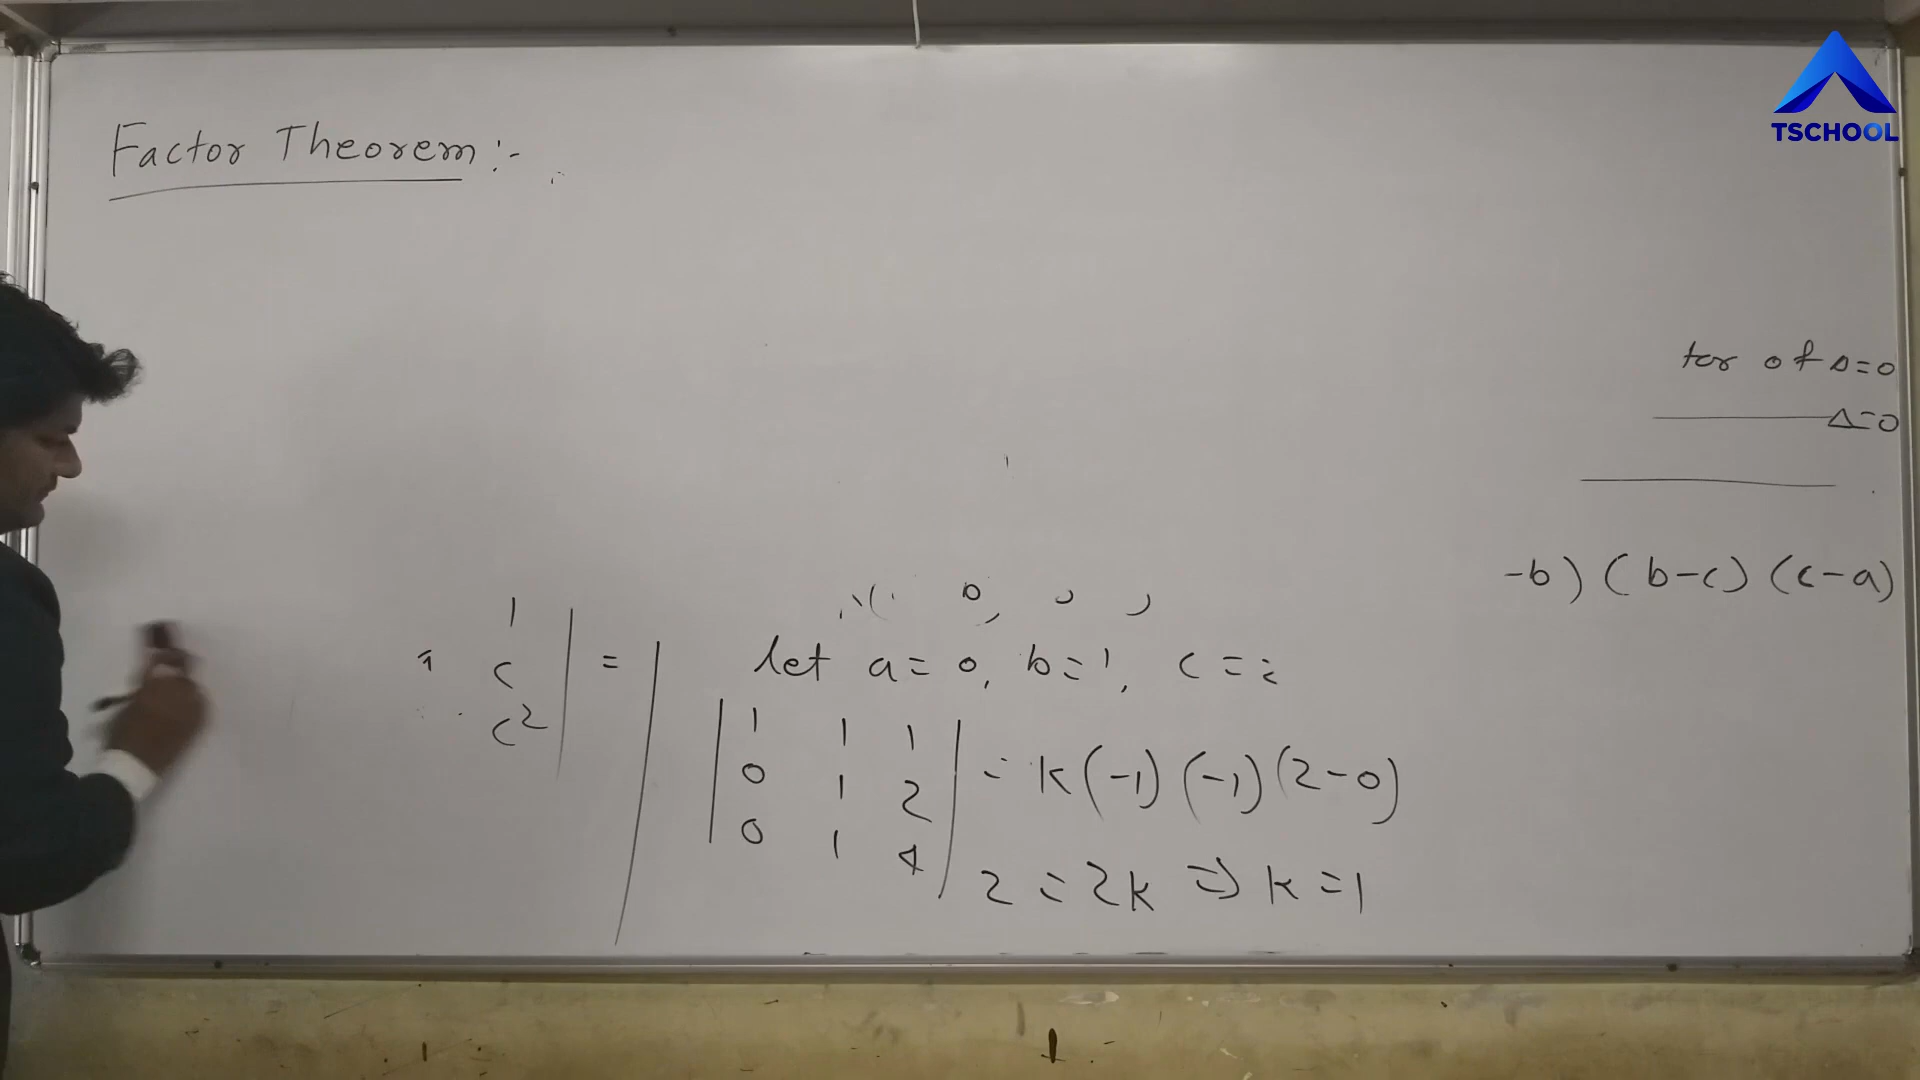 TSCHOOL
Factor Theorem :-
tor of Δ=0
Δ=0
-b) (b-c) (c-a)
1
c
c²
=
let a = 0, b = 1, c = 2
1 1 1
0 1 2
0 1 4
= k(-1) (-1) (2-0)
2 = 2k ⇒ k = 1